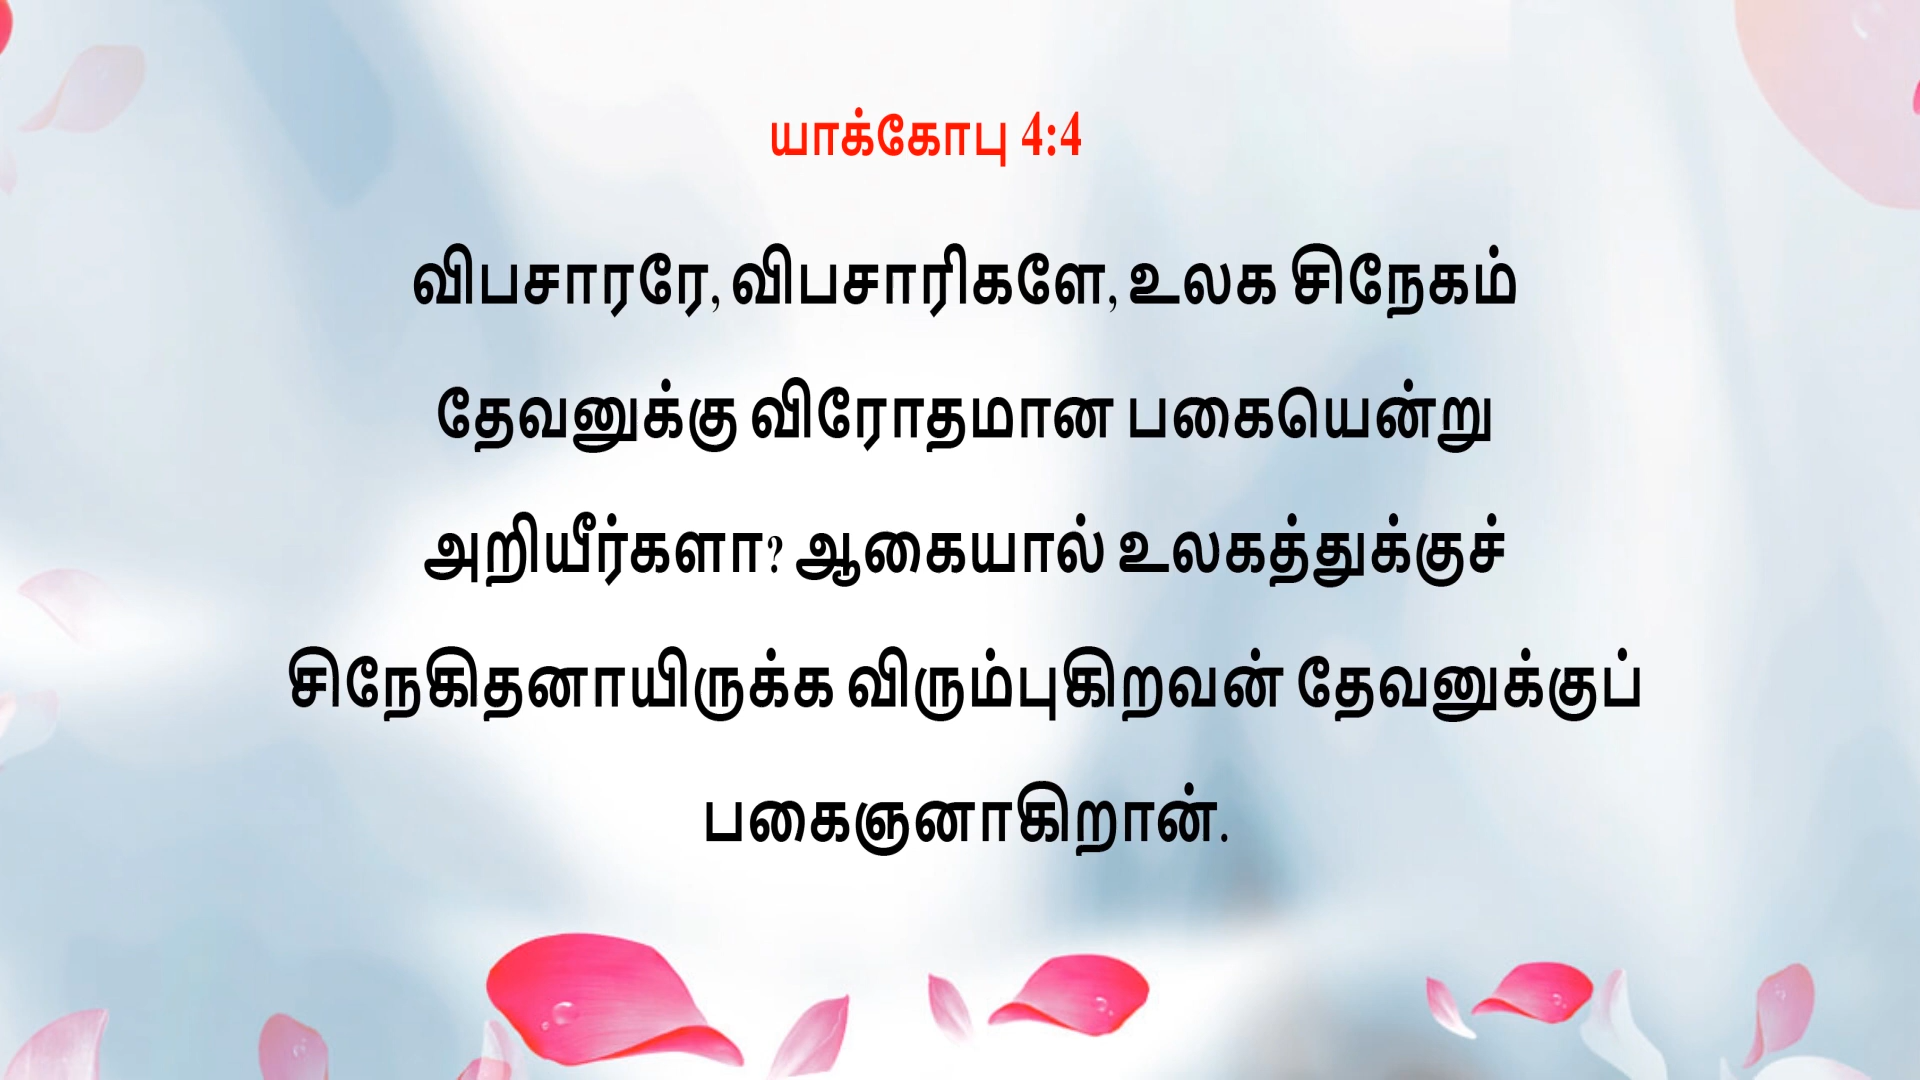 யாக்கோபு 4:4
விபசாரரே, விபசாரிகளே, உலக சிநேகம்
தேவனுக்கு விரோதமான பகையென்று
அறியீர்களா? ஆகையால் உலகத்துக்குச்
சிநேகிதனாயிருக்க விரும்புகிறவன் தேவனுக்குப்
பகைஞனாகிறான்.